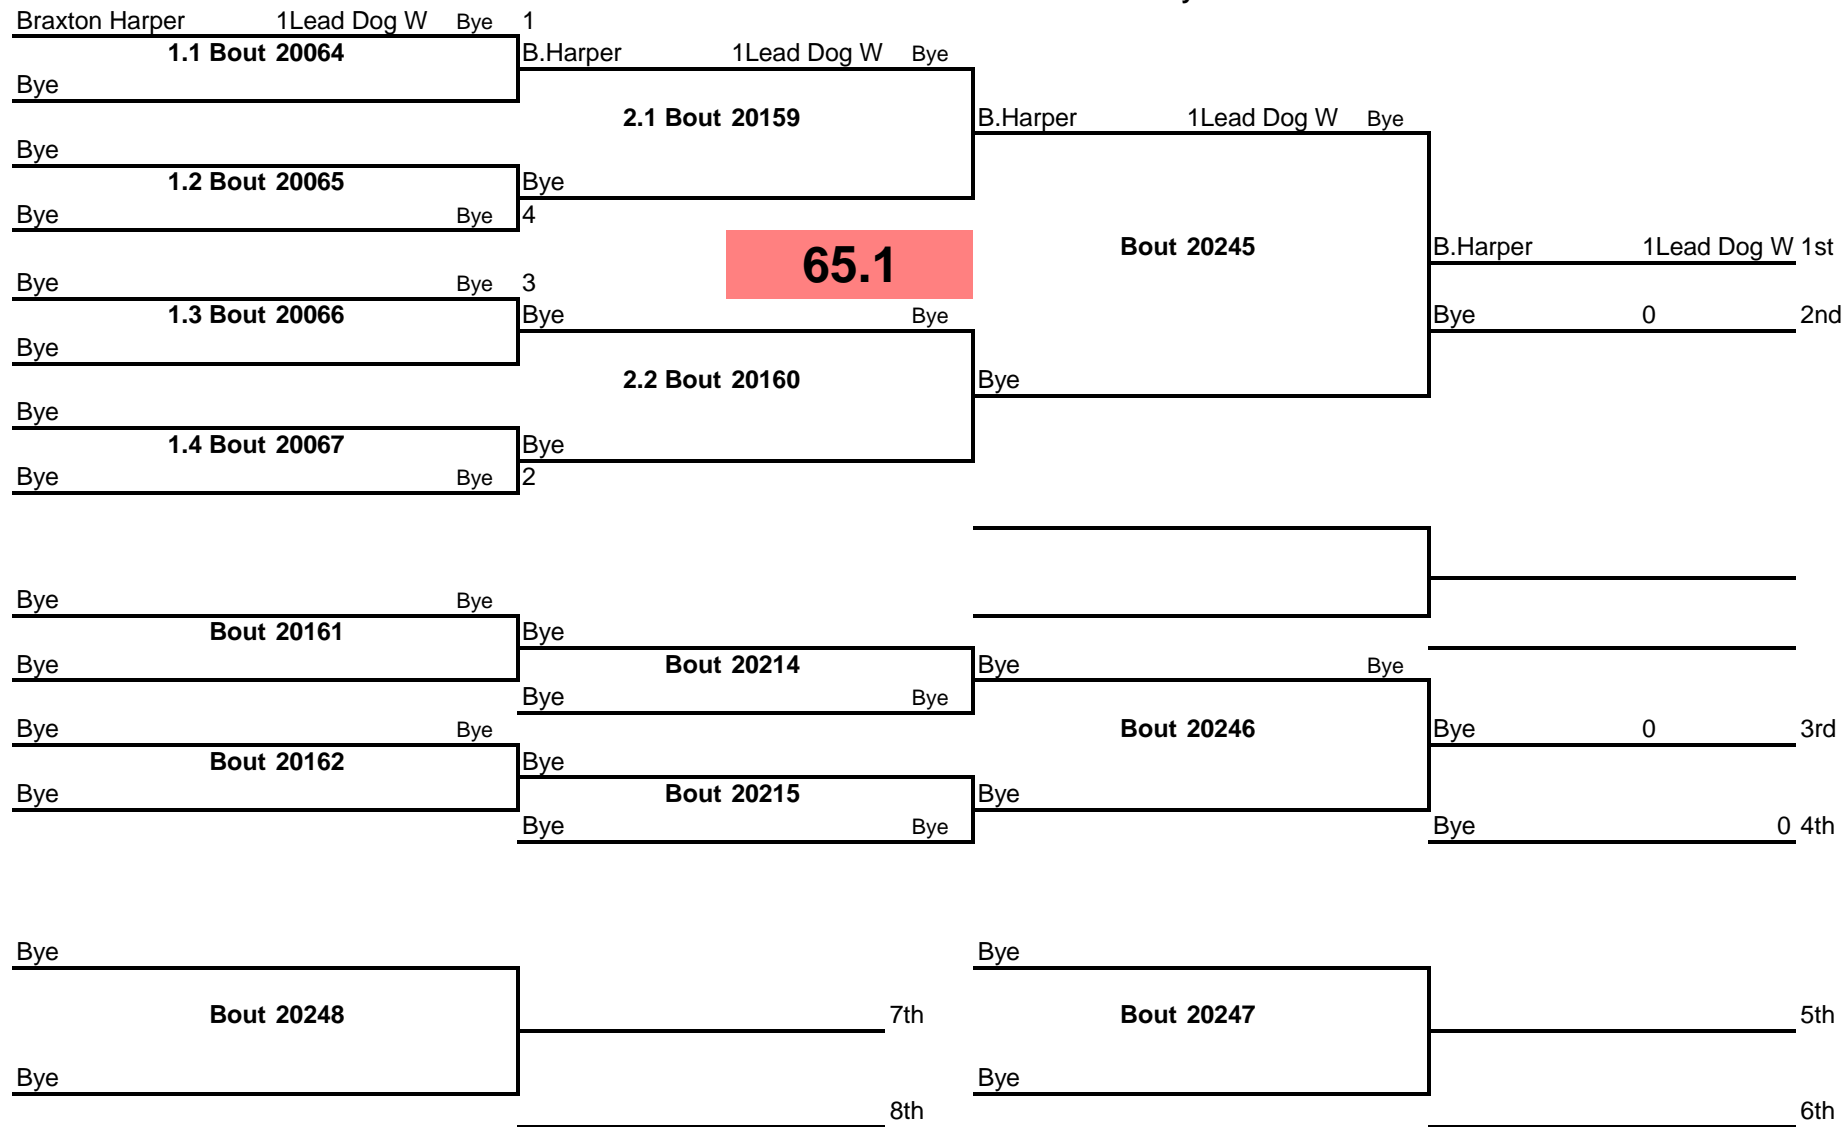 Braxton Harper 1Lead Dog W Bye 1
1.1 Bout 20064 B.Harper 1Lead Dog W Bye
Bye
2.1 Bout 20159 B.Harper 1Lead Dog W Bye
Bye
1.2 Bout 20065 Bye
Bye Bye 4
65.1 Bout 20245 B.Harper 1Lead Dog W 1st
Bye Bye 3
1.3 Bout 20066 Bye Bye Bye 0 2nd
Bye
2.2 Bout 20160 Bye
Bye
1.4 Bout 20067 Bye
Bye Bye 2
Bye Bye
Bout 20161 Bye
Bye Bout 20214 Bye Bye
Bye Bye
Bye Bye Bout 20246 Bye 0 3rd
Bout 20162 Bye
Bye Bout 20215 Bye
Bye Bye Bye 0 4th
Bye Bye
Bout 20248 7th Bout 20247 5th
Bye Bye
8th 6th